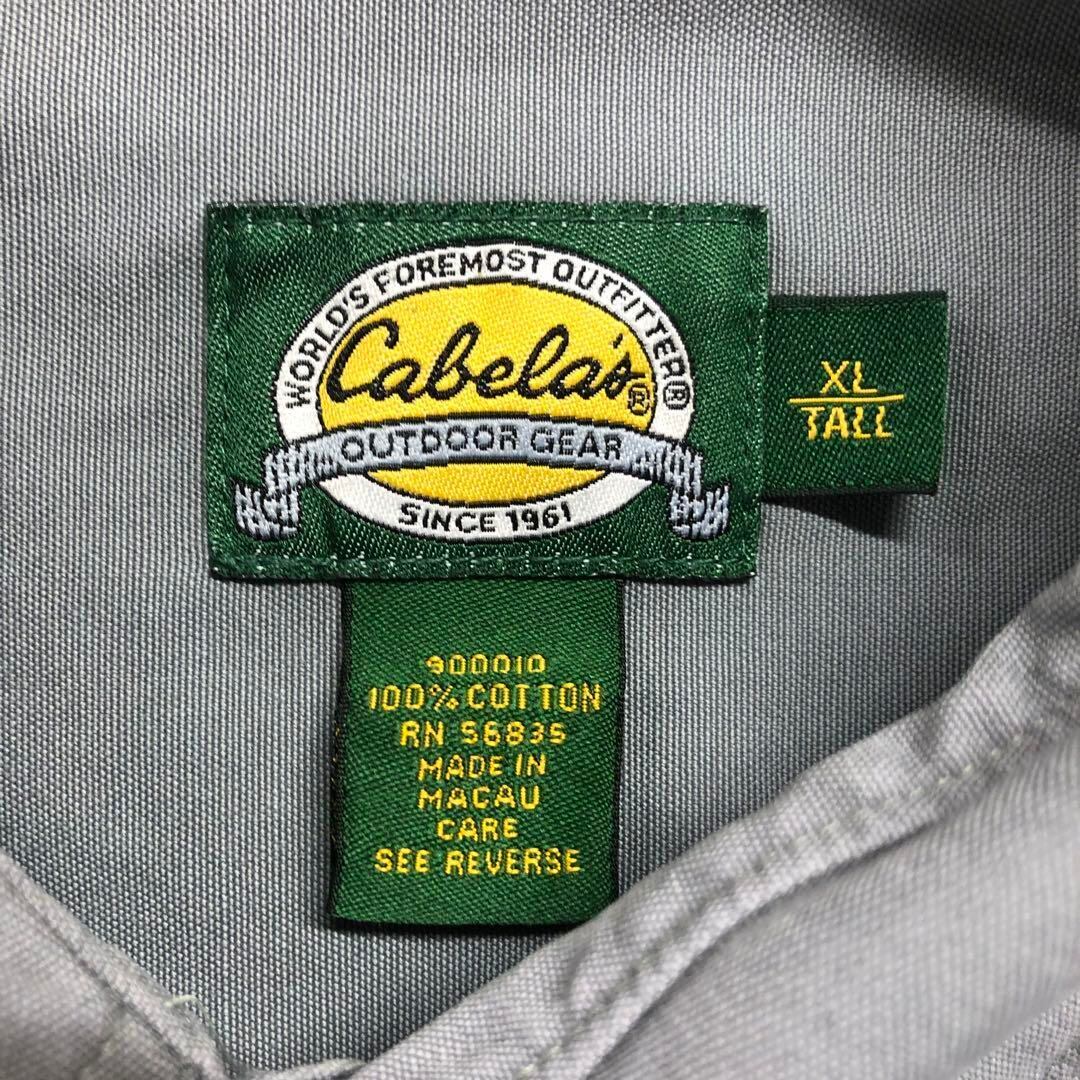 WORLD'S FOREMOST OUTFITTER®
Cabela's®
OUTDOOR GEAR
SINCE 1961
XL
TALL
900010
100% COTTON
RN 56835
MADE IN
MACAU
CARE
SEE REVERSE